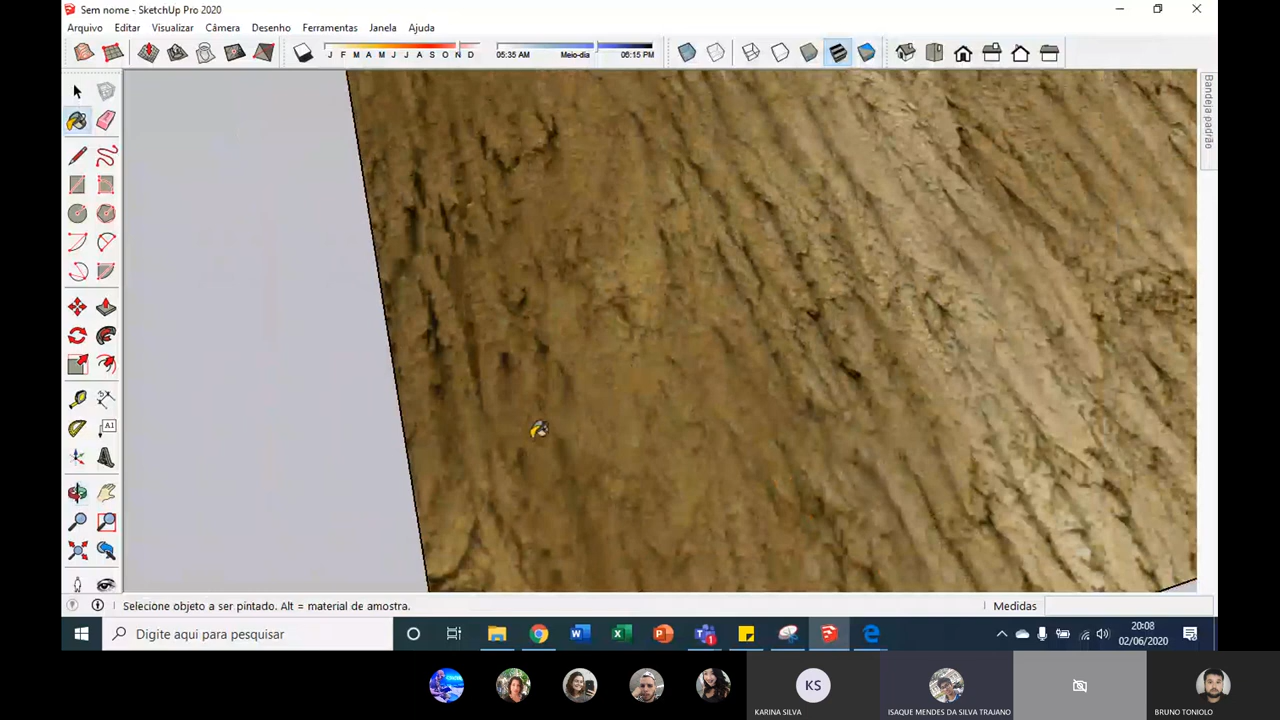 Sem nome - SketchUp Pro 2020
Arquivo Editar Visualizar Câmera Desenho Ferramentas Janela Ajuda
J F M A M J J A S O N D
05:35 AM Meio-dia 06:15 PM
Bandeja padrão
A1
Selecione objeto a ser pintado. Alt = material de amostra.
Medidas
Digite aqui para pesquisar
20:08
02/06/2020
KS
KARINA SILVA
ISAQUE MENDES DA SILVA TRAJANO
BRUNO TONIOLO